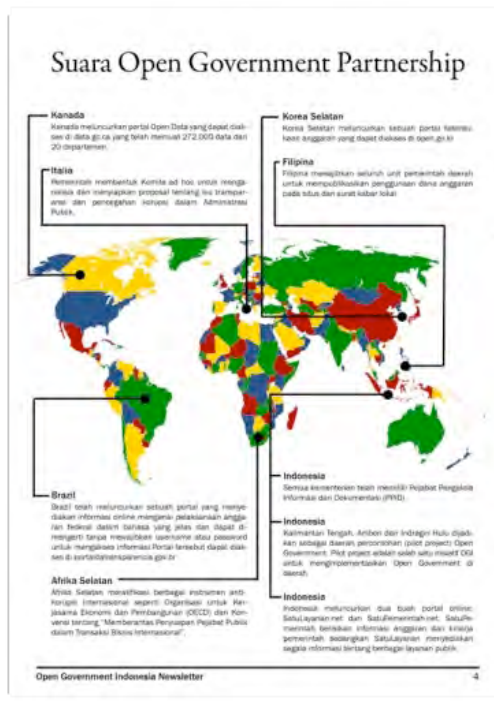 Suara Open Government Partnership
Kanada
Kanada meluncurkan portal Open Data yang dapat diak-
ses di data.gc.ca yang telah memuat 272.000 data dari
20 departemen.
Italia
Pemerintah membentuk Komite ad hoc untuk menga-
nalisis dan menyiapkan proposal tentang isu transpar-
ansi dan pencegahan korupsi dalam Administrasi
Publik.
Korea Selatan
Korea Selatan meluncurkan sebuah portal
anggaran yang dapat diakses di open.go.kr
Filipina
Filipina mewajibkan seluruh unit pemerintah daerah
untuk mempublikasikan penggunaan dana anggaran
pada situs dan surat kabar lokal
Brazil
Brazil telah meluncurkan sebuah portal yang menye-
diakan informasi online mengenai pelaksanaan angga-
ran federal dalam bahasa yang jelas dan dapat di-
mengerti tanpa mewajibkan username atau password
untuk mengakses informasi Portal tersebut dapat diak-
ses di portaltransparencia.gov.br
Afrika Selatan
Afrika Selatan meratifikasi berbagai instrumen anti-
korupsi internasional seperti Organisasi untuk Ker-
jasama Ekonomi dan Pembangunan (OECD) dan Kon-
vensi tentang "Memberantas Penyuapan Pejabat Publik
dalam Transaksi Bisnis Internasional".
Indonesia
Semua kementerian telah memiliki Pejabat Pengelola
Informasi dan Dokumentasi (PPID).
Indonesia
Kalimantan Tengah, Ambon dan Indragiri Hulu dijadi-
kan sebagai daerah percontohan (pilot project) Open
Government. Pilot project adalah salah satu inisiatif OGI
untuk mengimplementasikan Open Government di
daerah.
Indonesia
Indonesia meluncurkan dua buah portal online:
SatuLayanan.net dan SatuPemerintah.net. SatuPe-
merintah berisikan informasi anggaran dan kinerja
pemerintah sedangkan SatuLayanan menyediakan
segala informasi tentang berbagai layanan publik.
Open Government Indonesia Newsletter
4